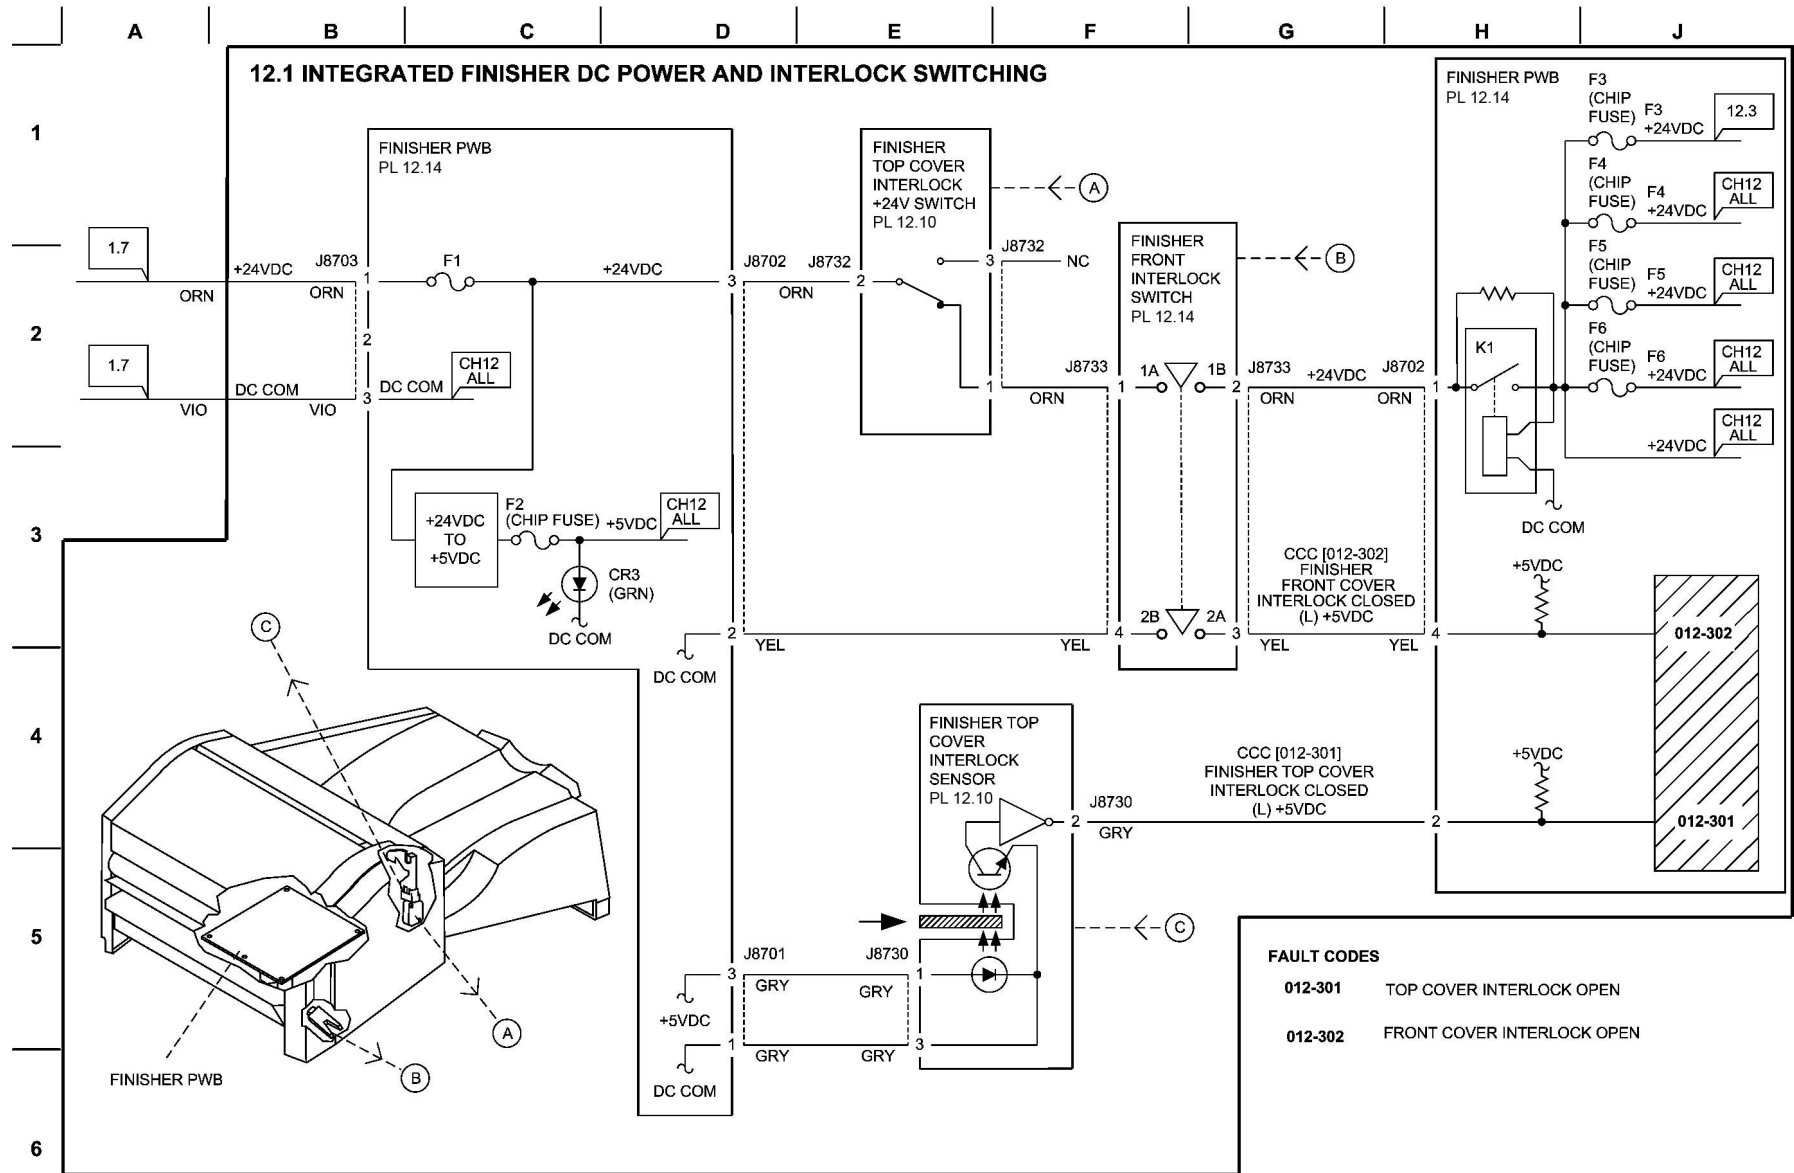 A B C D E F G H J
1
2
3
4
5
6
12.1 INTEGRATED FINISHER DC POWER AND INTERLOCK SWITCHING
1.7
+24VDC
ORN
ORN
J8703
1
2
3
1.7
DC COM
VIO
VIO
FINISHER PWB
PL 12.14
F1
+24VDC
DC COM
CH12
ALL
+24VDC
TO
+5VDC
F2
(CHIP FUSE)
+5VDC
CH12
ALL
CR3
(GRN)
DC COM
J8702
3
ORN
2
YEL
DC COM
J8732
2
FINISHER
TOP COVER
INTERLOCK
+24V SWITCH
PL 12.10
A
J8732
3
NC
1
ORN
J8733
1
FINISHER
FRONT
INTERLOCK
SWITCH
PL 12.14
B
1A
1B
J8733
2
ORN
+24VDC
J8702
1
ORN
YEL
4
2B
2A
3
YEL
YEL
4
CCC [012-302]
FINISHER
FRONT COVER
INTERLOCK CLOSED
(L) +5VDC
FINISHER PWB
PL 12.14
F3
(CHIP
FUSE)
F3
+24VDC
12.3
F4
(CHIP
FUSE)
F4
+24VDC
CH12
ALL
F5
(CHIP
FUSE)
F5
+24VDC
CH12
ALL
F6
(CHIP
FUSE)
F6
+24VDC
CH12
ALL
+24VDC
CH12
ALL
K1
DC COM
+5VDC
012-302
+5VDC
012-301
FINISHER TOP
COVER
INTERLOCK
SENSOR
PL 12.10
J8730
2
GRY
CCC [012-301]
FINISHER TOP COVER
INTERLOCK CLOSED
(L) +5VDC
2
C
J8701
3
GRY
+5VDC
1
GRY
DC COM
J8730
1
GRY
3
GRY
C
A
B
FINISHER PWB
FAULT CODES
012-301 TOP COVER INTERLOCK OPEN
012-302 FRONT COVER INTERLOCK OPEN